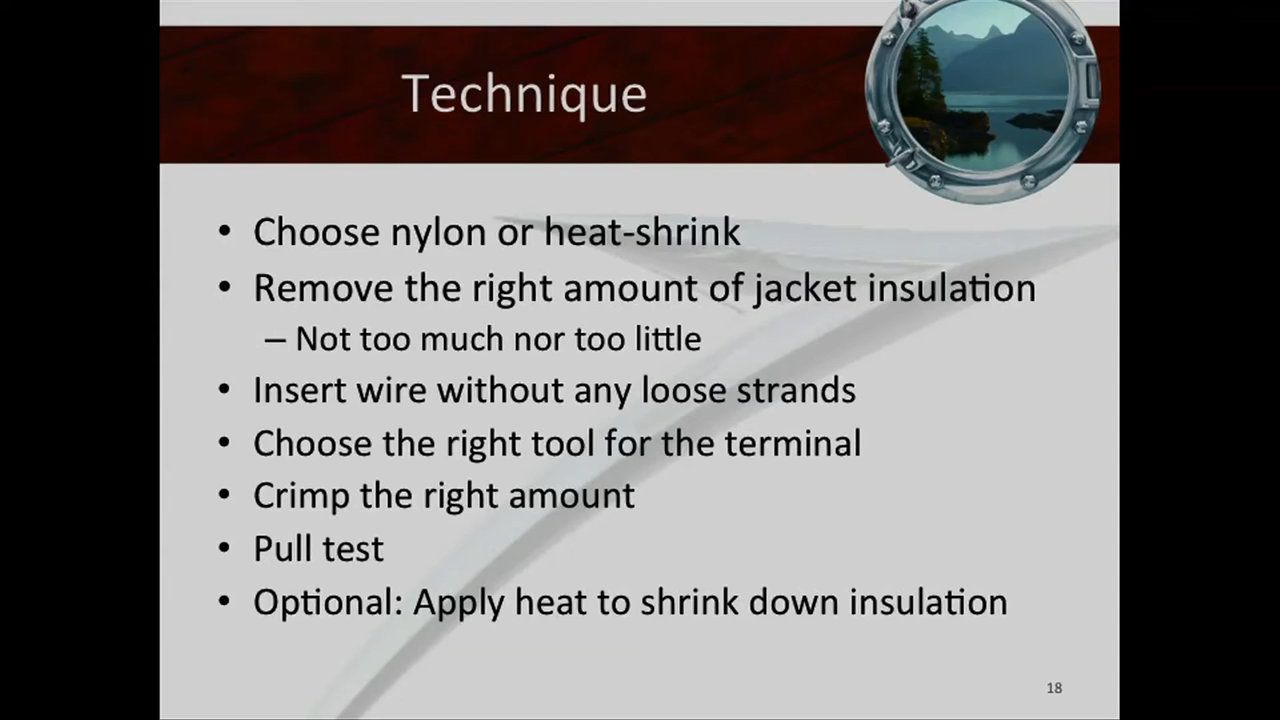 Technique
• Choose nylon or heat-shrink
• Remove the right amount of jacket insulation
– Not too much nor too little
• Insert wire without any loose strands
• Choose the right tool for the terminal
• Crimp the right amount
• Pull test
• Optional: Apply heat to shrink down insulation
18